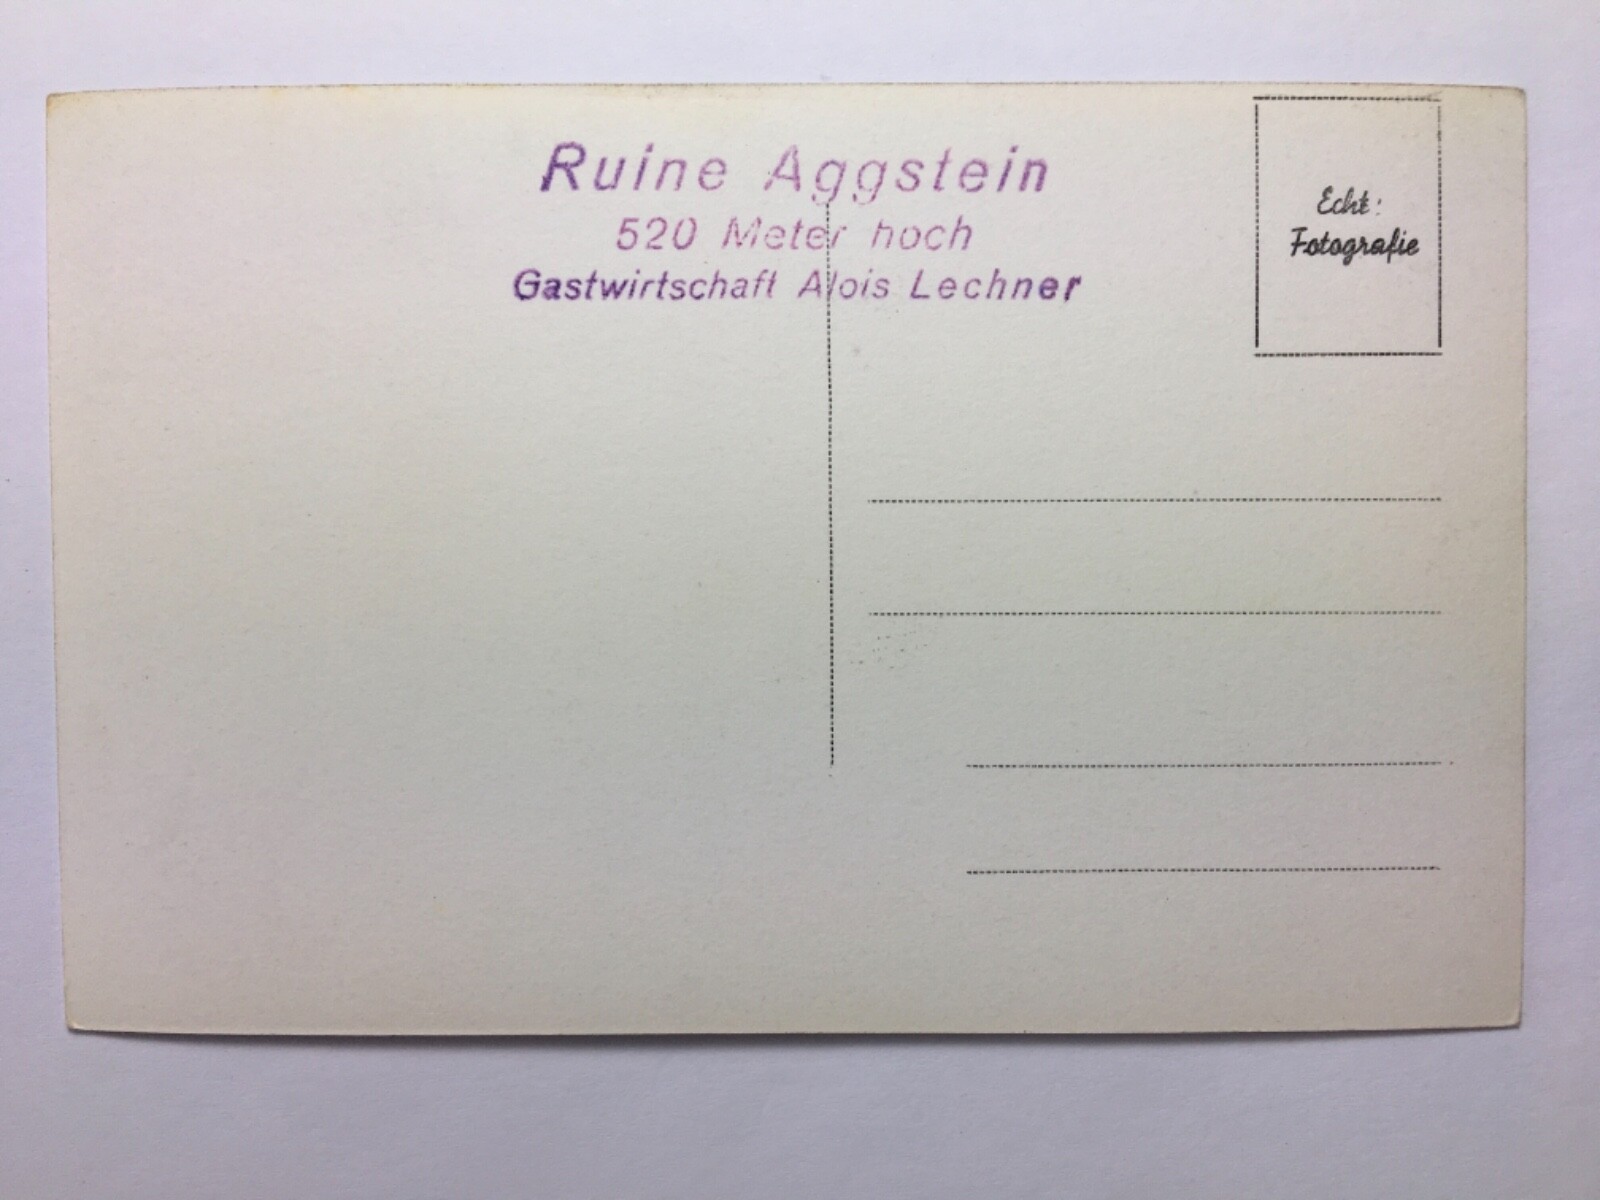 Ruine Aggstein
520 Meter hoch
Gastwirtschaft Alois Lechner
Echt:
Fotografie